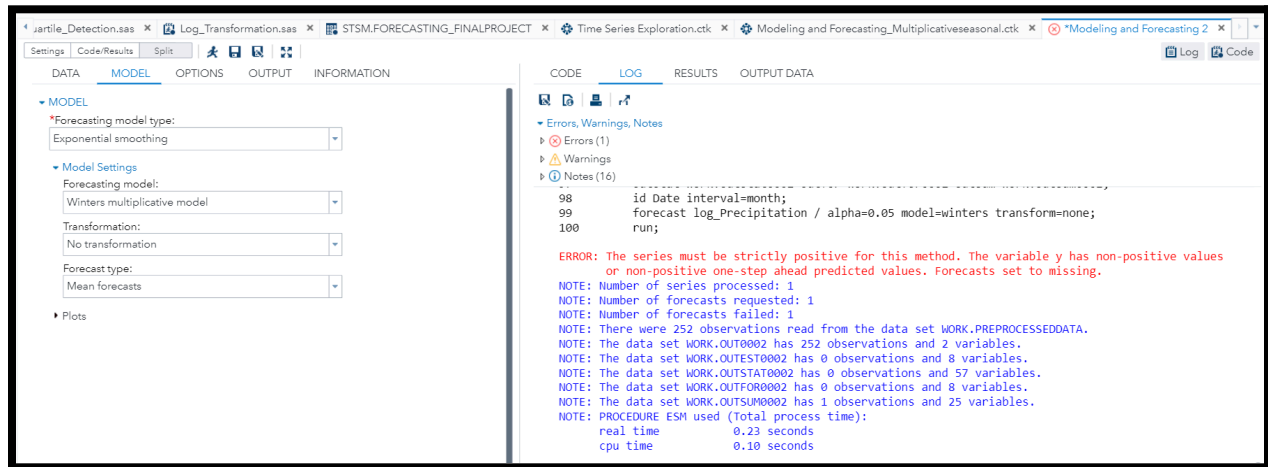 uartile_Detection.sas × Log_Transformation.sas × STSM.FORECASTING_FINALPROJECT × Time Series Exploration.ctk × Modeling and Forecasting_Multiplicativeseasonal.ctk × *Modeling and Forecasting 2 ×
Settings Code/Results Split Log Code
DATA MODEL OPTIONS OUTPUT INFORMATION
MODEL
*Forecasting model type:
Exponential smoothing
Model Settings
Forecasting model:
Winters multiplicative model
Transformation:
No transformation
Forecast type:
Mean forecasts
Plots
CODE LOG RESULTS OUTPUT DATA
Errors, Warnings, Notes
Errors (1)
Warnings
Notes (16)
98 id Date interval=month;
99 forecast log_Precipitation / alpha=0.05 model=winters transform=none;
100 run;
ERROR: The series must be strictly positive for this method. The variable y has non-positive values
or non-positive one-step ahead predicted values. Forecasts set to missing.
NOTE: Number of series processed: 1
NOTE: Number of forecasts requested: 1
NOTE: Number of forecasts failed: 1
NOTE: There were 252 observations read from the data set WORK.PREPROCESSEDDATA.
NOTE: The data set WORK.OUT0002 has 252 observations and 2 variables.
NOTE: The data set WORK.OUTEST0002 has 0 observations and 8 variables.
NOTE: The data set WORK.OUTSTAT0002 has 0 observations and 57 variables.
NOTE: The data set WORK.OUTFOR0002 has 0 observations and 8 variables.
NOTE: The data set WORK.OUTSUM0002 has 1 observations and 25 variables.
NOTE: PROCEDURE ESM used (Total process time):
real time 0.23 seconds
cpu time 0.10 seconds